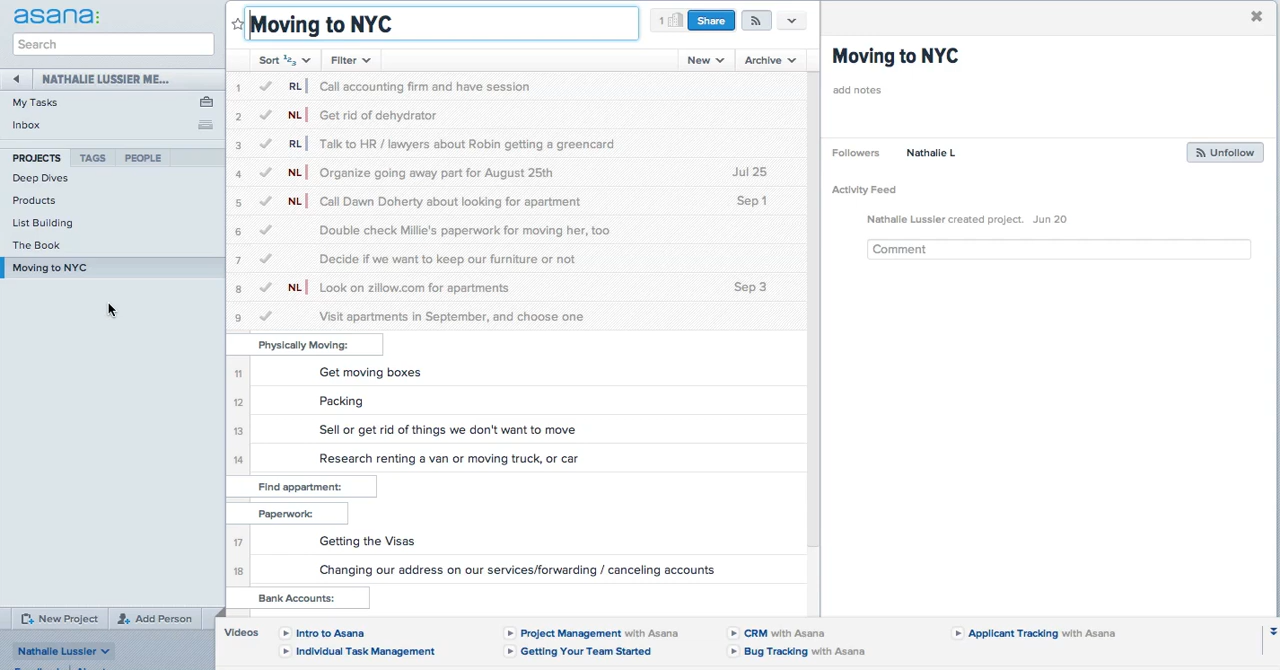 asana:
Search
NATHALIE LUSSIER ME...
My Tasks
Inbox
PROJECTS TAGS PEOPLE
Deep Dives
Products
List Building
The Book
Moving to NYC
New Project Add Person
Nathalie Lussier
Moving to NYC
1 Share
Sort Filter New Archive
1 RL Call accounting firm and have session
2 NL Get rid of dehydrator
3 RL Talk to HR / lawyers about Robin getting a greencard
4 NL Organize going away part for August 25th Jul 25
5 NL Call Dawn Doherty about looking for apartment Sep 1
6 Double check Millie's paperwork for moving her, too
7 Decide if we want to keep our furniture or not
8 NL Look on zillow.com for apartments Sep 3
9 Visit apartments in September, and choose one
Physically Moving:
11 Get moving boxes
12 Packing
13 Sell or get rid of things we don't want to move
14 Research renting a van or moving truck, or car
Find appartment:
Paperwork:
17 Getting the Visas
18 Changing our address on our services/forwarding / canceling accounts
Bank Accounts:
Moving to NYC
add notes
Followers Nathalie L Unfollow
Activity Feed
Nathalie Lussier created project. Jun 20
Comment
Videos Intro to Asana Project Management with Asana CRM with Asana Applicant Tracking with Asana
Individual Task Management Getting Your Team Started Bug Tracking with Asana